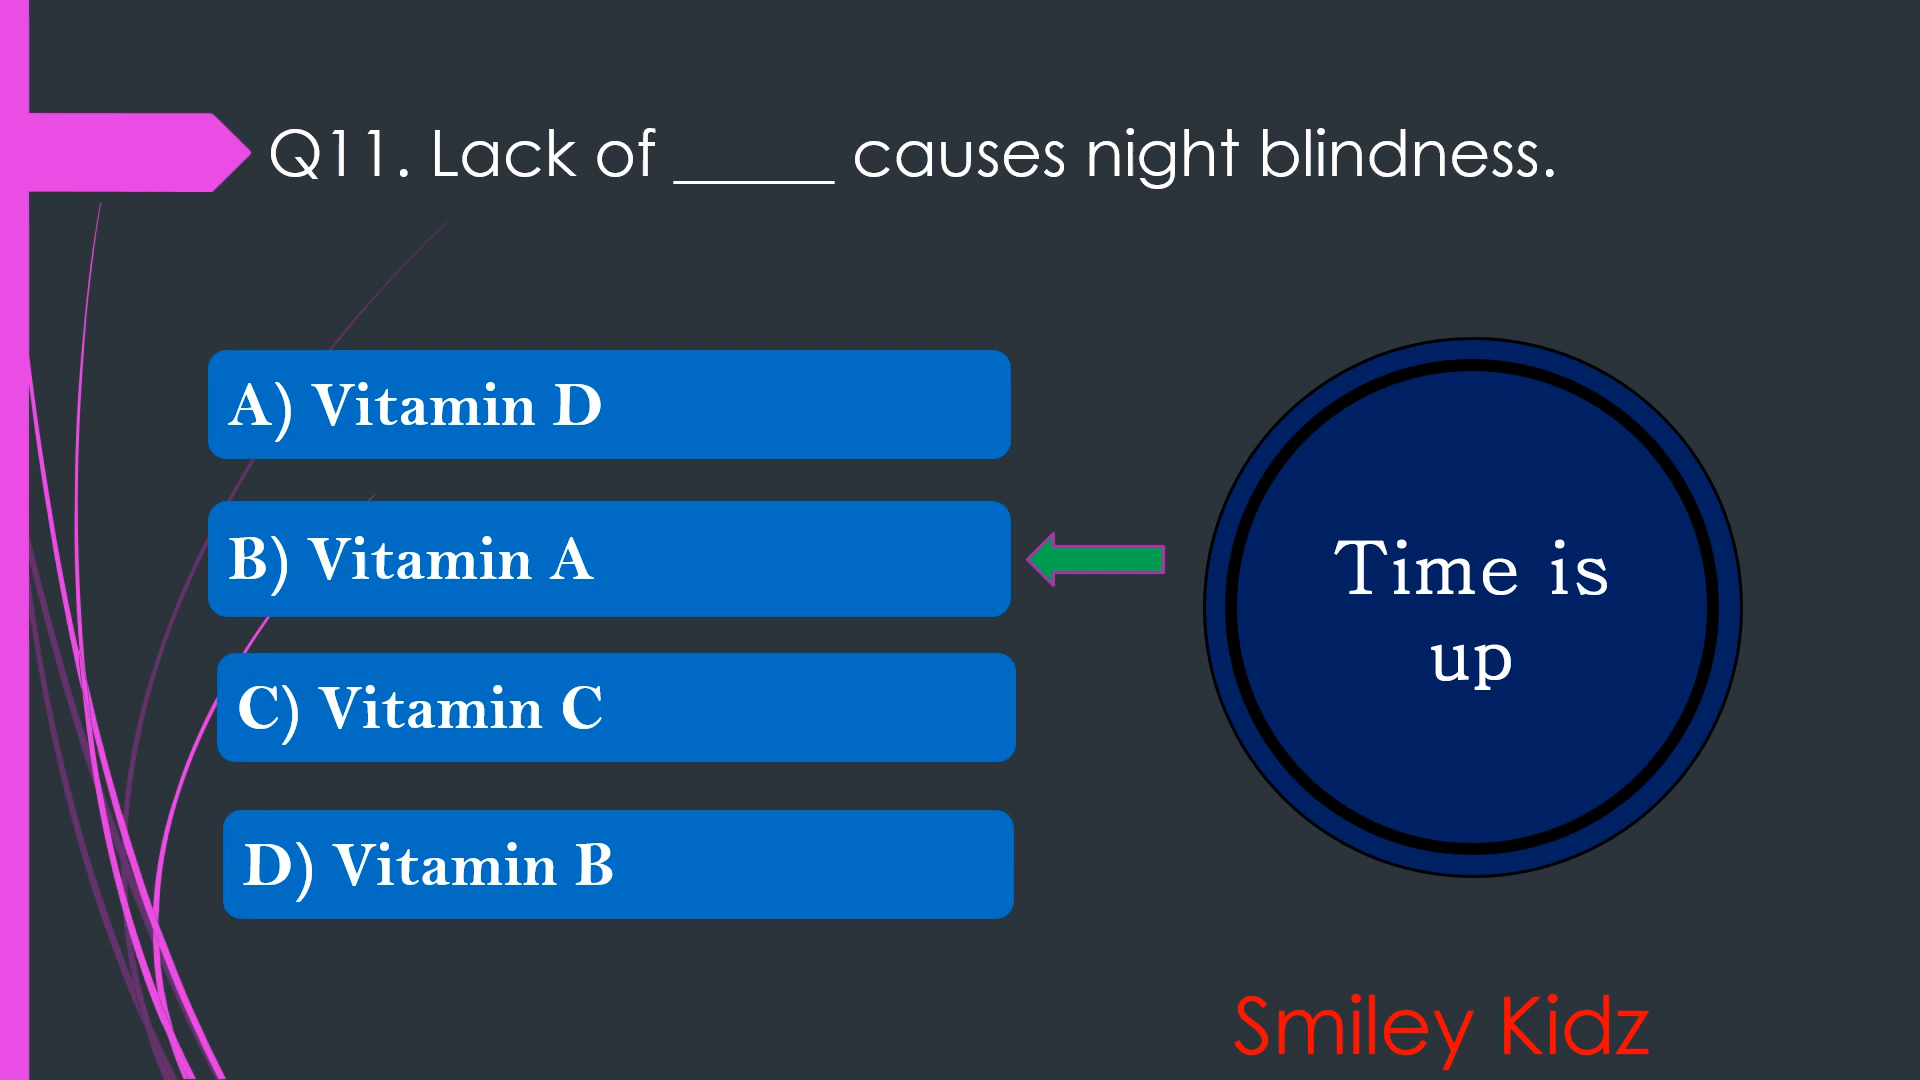 Q11. Lack of _____ causes night blindness.
A) Vitamin D
B) Vitamin A
C) Vitamin C
D) Vitamin B
Time is
up
Smiley Kidz